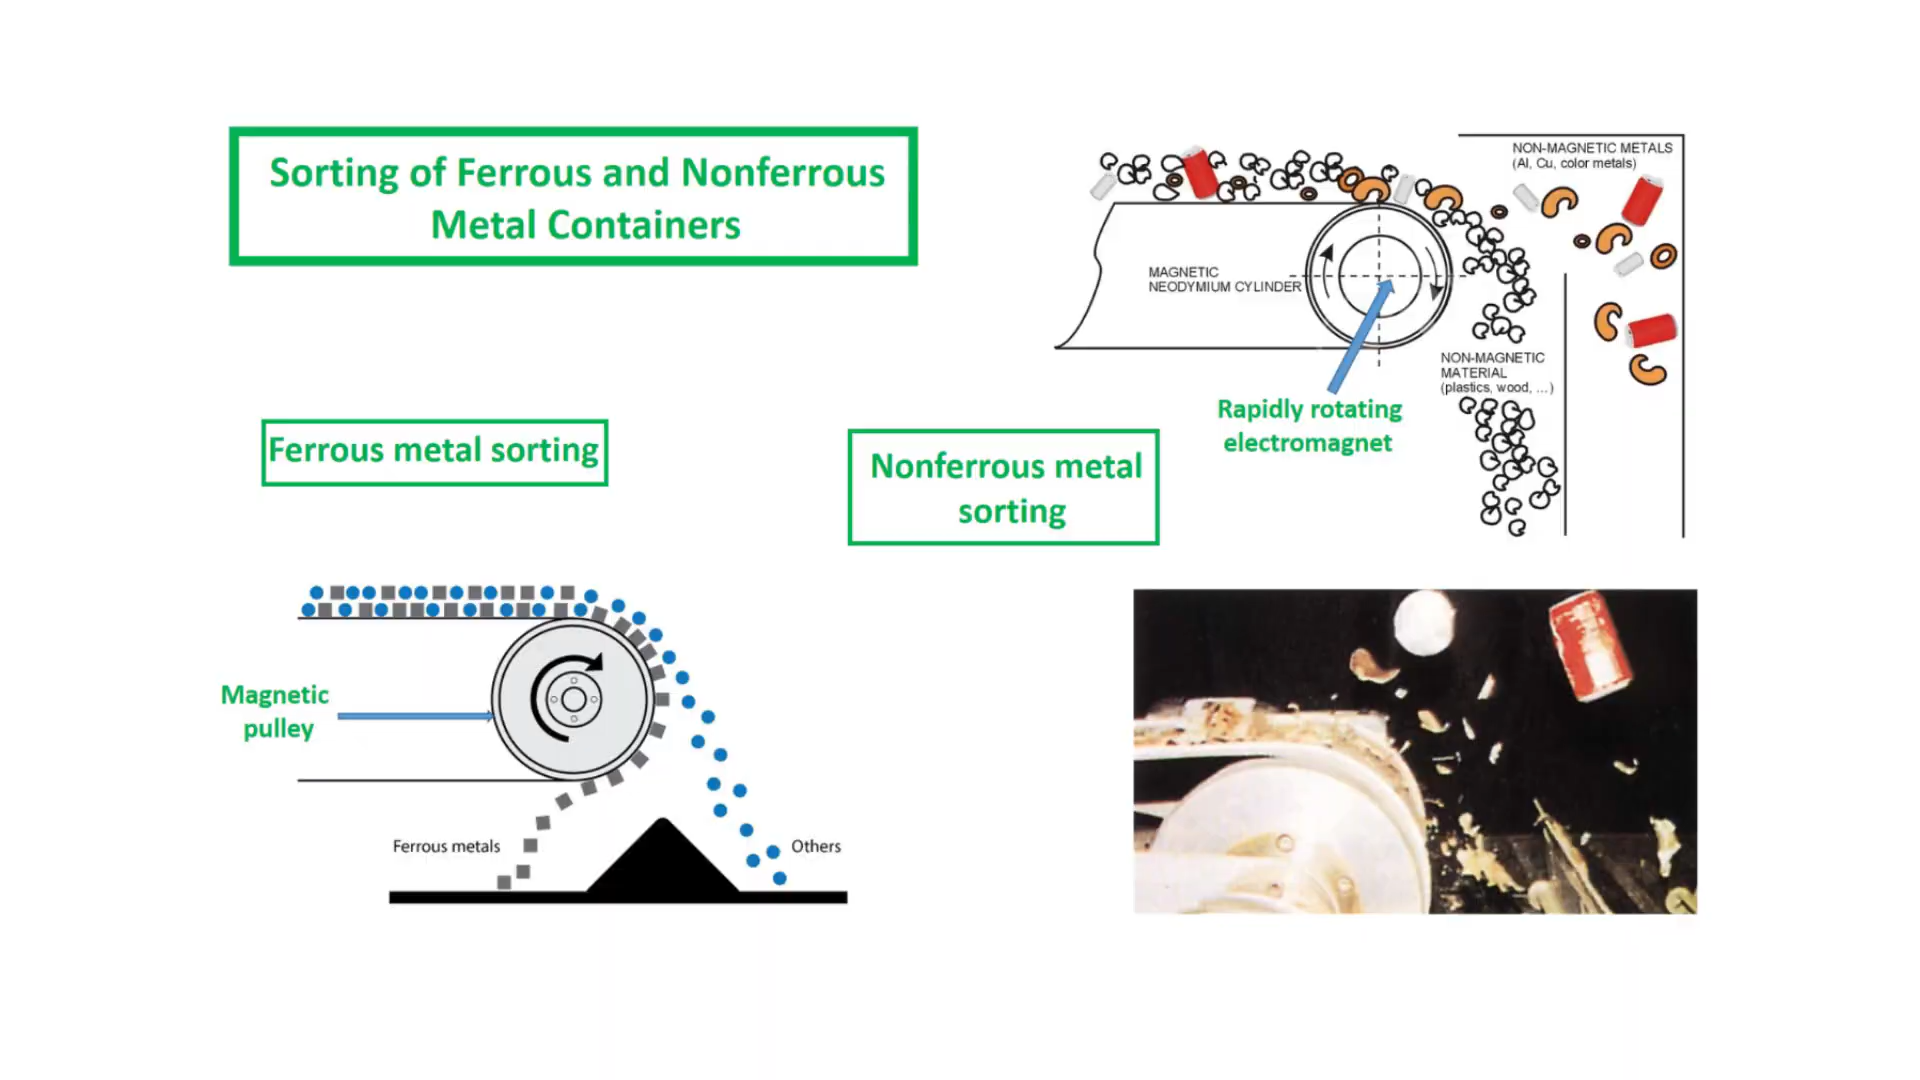 Sorting of Ferrous and Nonferrous
Metal Containers
NON-MAGNETIC METALS
(Al, Cu, color metals)
MAGNETIC
NEODYMIUM CYLINDER
NON-MAGNETIC
MATERIAL
(plastics, wood, ...)
Rapidly rotating
electromagnet
Ferrous metal sorting
Nonferrous metal
sorting
Magnetic
pulley
Ferrous metals
Others